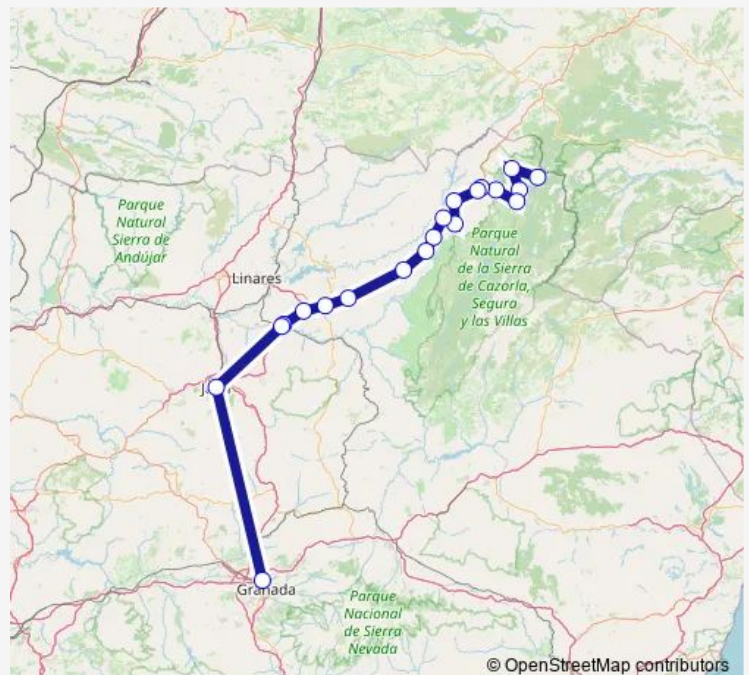 Parque
Natural
Sierra de
Andújar
Linares
Parque
Natural
de la Sierra
de Cazorla,
Segura
y las Villas
Granada
Parque
Nacional
de Sierra
Nevada
© OpenStreetMap contributors